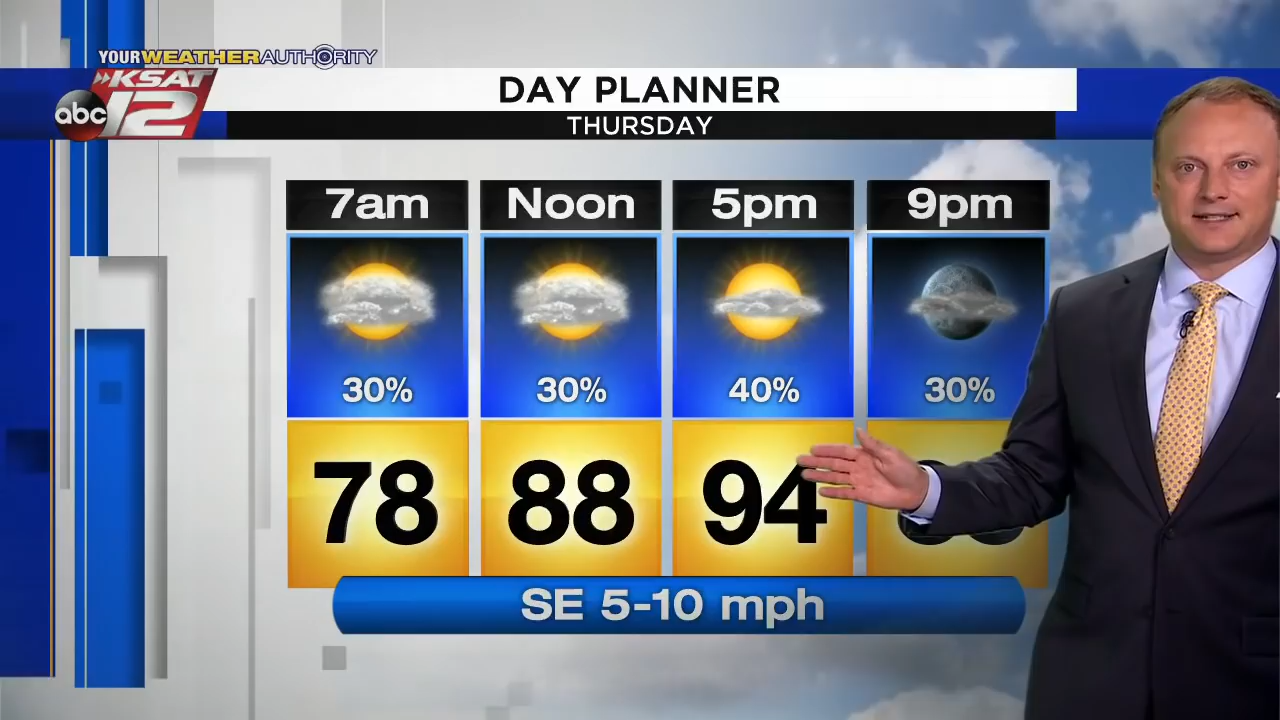 YOUR WEATHER AUTHORITY
KSAT
abc 12
DAY PLANNER
THURSDAY
7am Noon 5pm 9pm
30% 30% 40% 30%
78 88 94
SE 5-10 mph